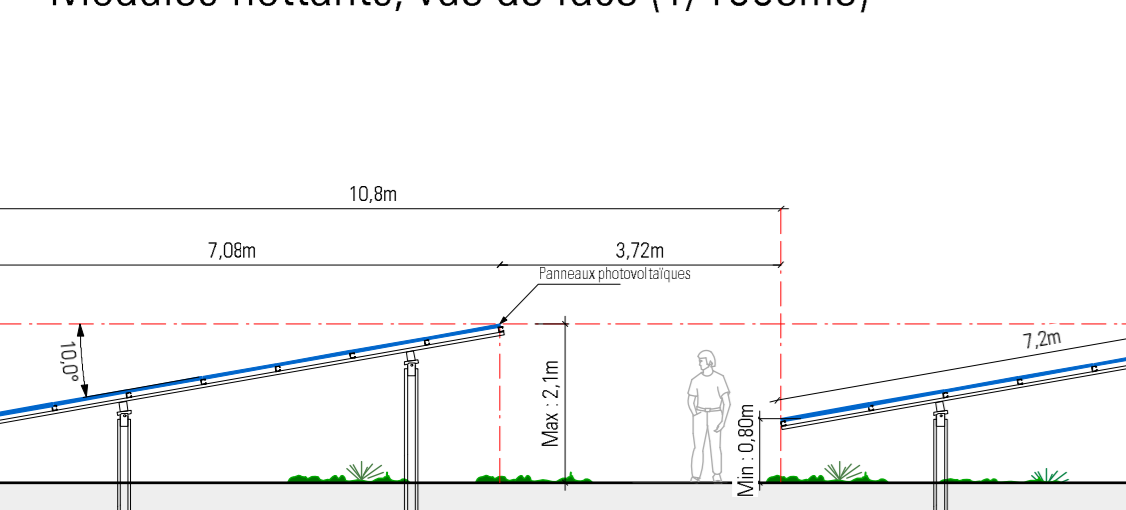 10,8m
7,08m
3,72m
Panneaux photovoltaïques
10,0°
7,2m
Max : 2,1m
Min : 0,80m